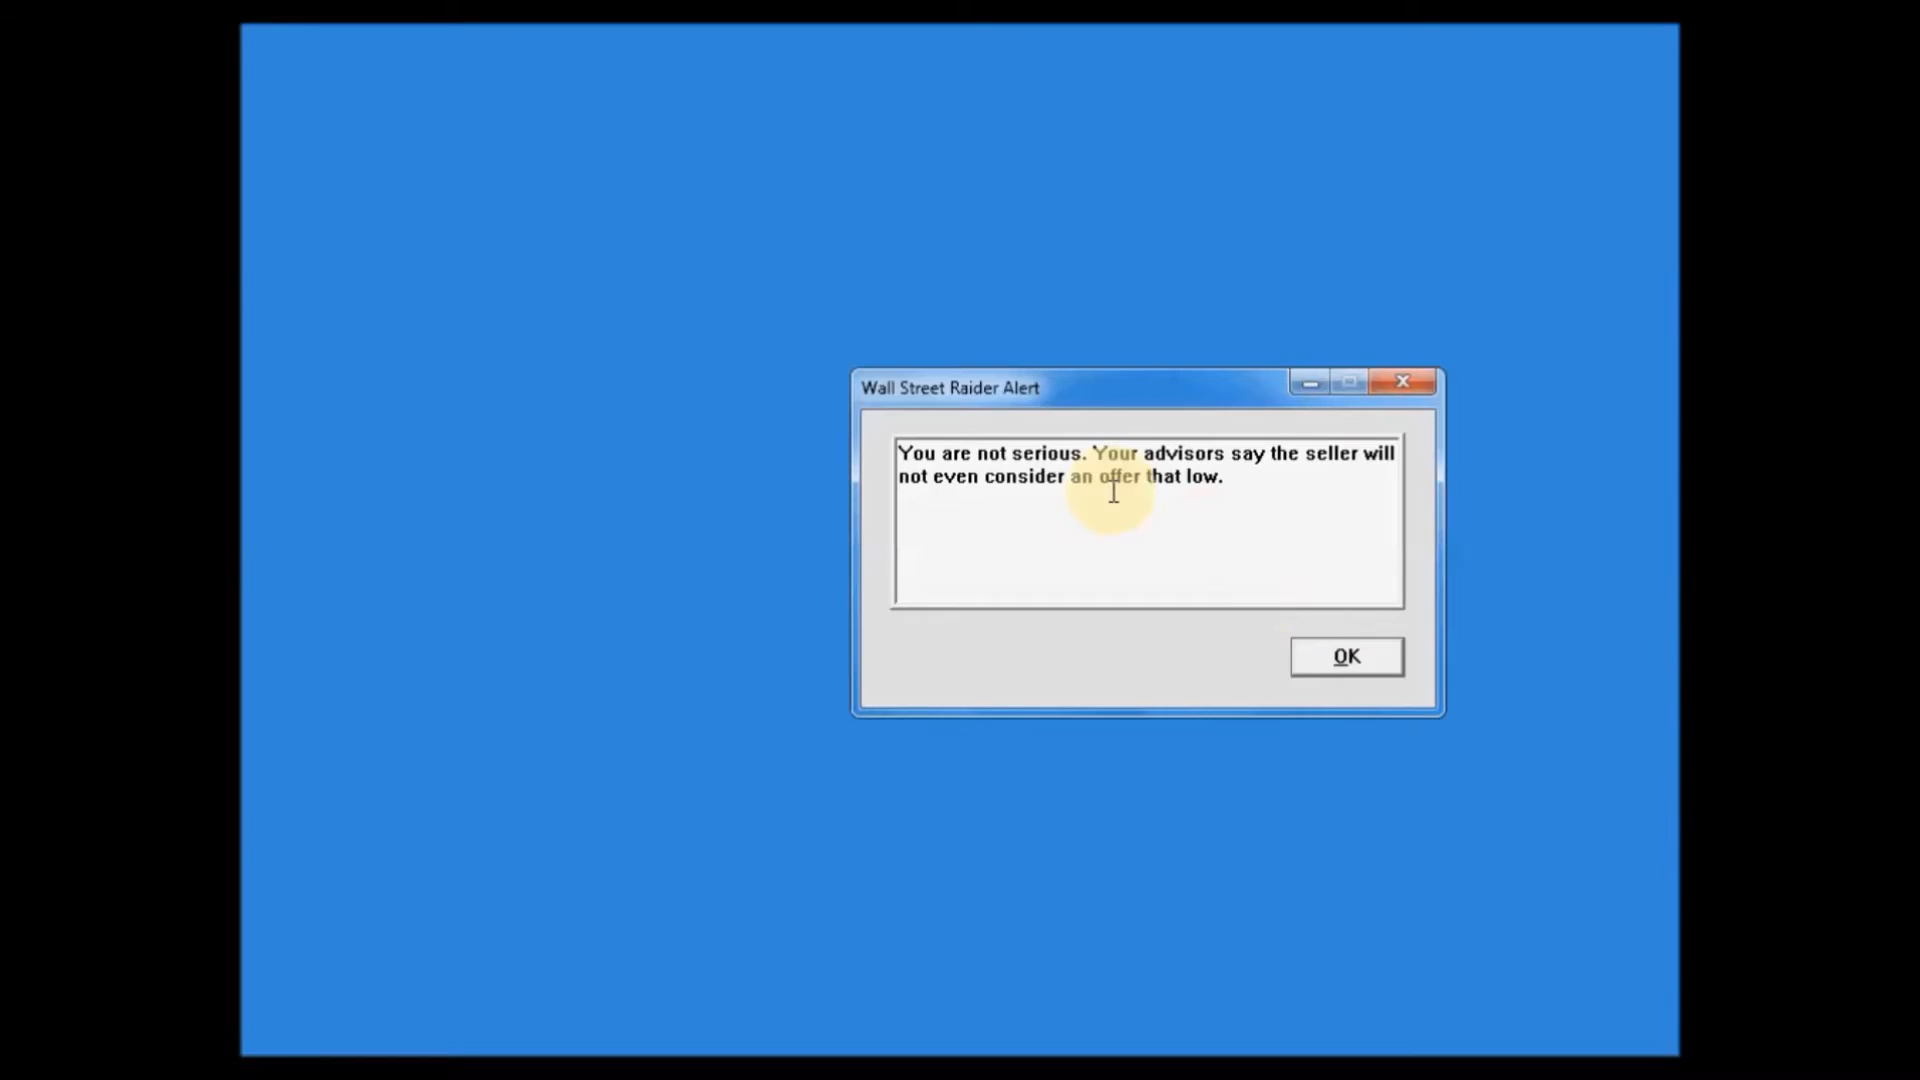 Wall Street Raider Alert
You are not serious. Your advisors say the seller will
not even consider an offer that low.
OK